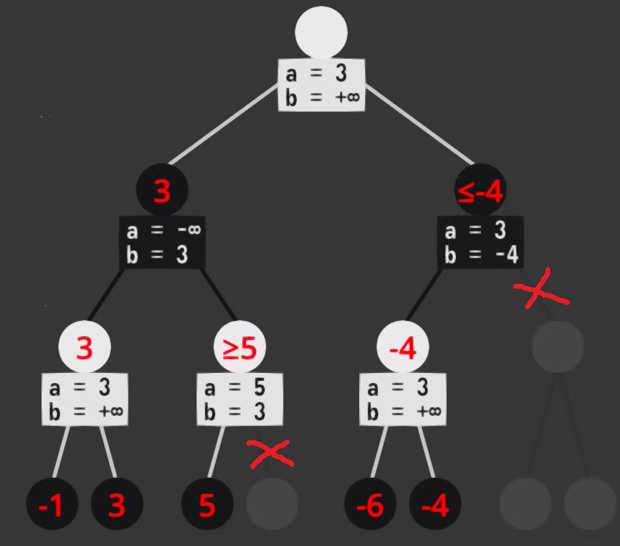 a = 3
b = +∞
3
≤-4
a = -∞
b = 3
a = 3
b = -4
3
≥5
-4
a = 3
b = +∞
a = 5
b = 3
a = 3
b = +∞
-1
3
5
-6
-4